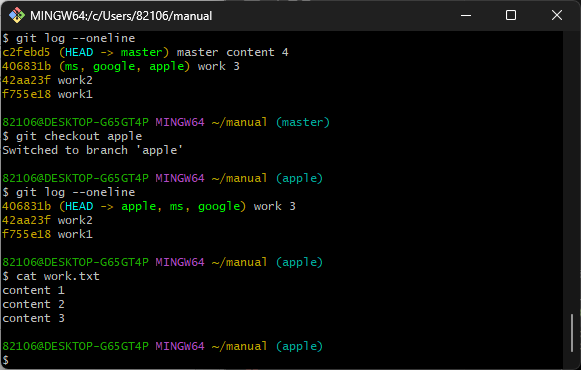 MINGW64:/c/Users/82106/manual
$ git log --oneline
c2febd5 (HEAD -> master) master content 4
406831b (ms, google, apple) work 3
42aa23f work2
f755e18 work1
82106@DESKTOP-G65GT4P MINGW64 ~/manual (master)
$ git checkout apple
Switched to branch 'apple'
82106@DESKTOP-G65GT4P MINGW64 ~/manual (apple)
$ git log --oneline
406831b (HEAD -> apple, ms, google) work 3
42aa23f work2
f755e18 work1
82106@DESKTOP-G65GT4P MINGW64 ~/manual (apple)
$ cat work.txt
content 1
content 2
content 3
82106@DESKTOP-G65GT4P MINGW64 ~/manual (apple)
$